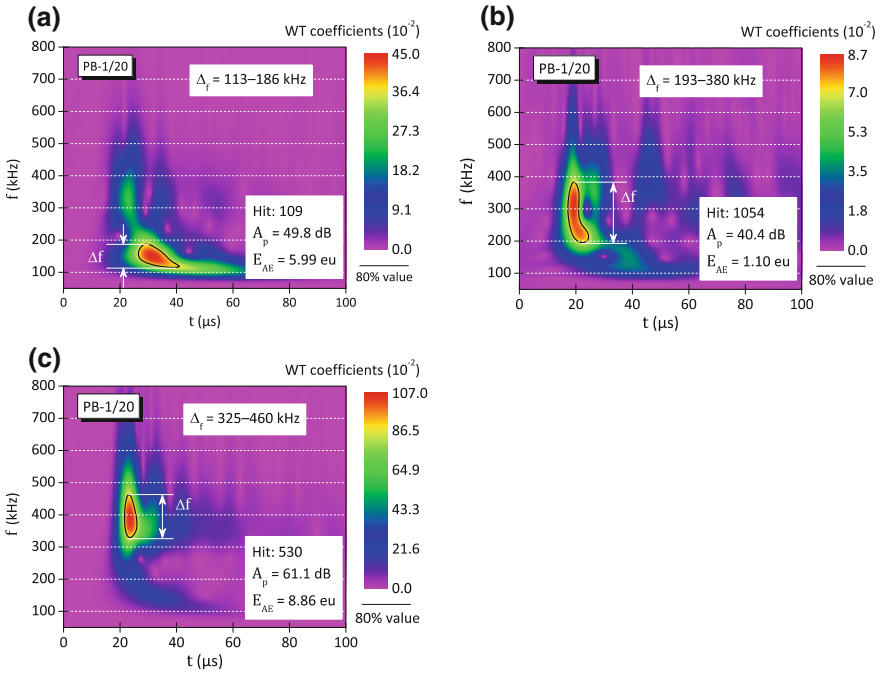 (a)
WT coefficients (10^-2)
PB-1/20
Δf = 113–186 kHz
800
700
600
500
400
300
200
100
f (kHz)
Δf
Hit: 109
Ap = 49.8 dB
EAE = 5.99 eu
45.0
36.4
27.3
18.2
9.1
0.0
80% value
0
20
40
60
80
100
t (μs)
(b)
WT coefficients (10^-2)
PB-1/20
Δf = 193–380 kHz
800
700
600
500
400
300
200
100
f (kHz)
Δf
Hit: 1054
Ap = 40.4 dB
EAE = 1.10 eu
8.7
7.0
5.3
3.5
1.8
0.0
80% value
0
20
40
60
80
100
t (μs)
(c)
WT coefficients (10^-2)
PB-1/20
Δf = 325–460 kHz
800
700
600
500
400
300
200
100
f (kHz)
Δf
Hit: 530
Ap = 61.1 dB
EAE = 8.86 eu
107.0
86.5
64.9
43.3
21.6
0.0
80% value
0
20
40
60
80
100
t (μs)